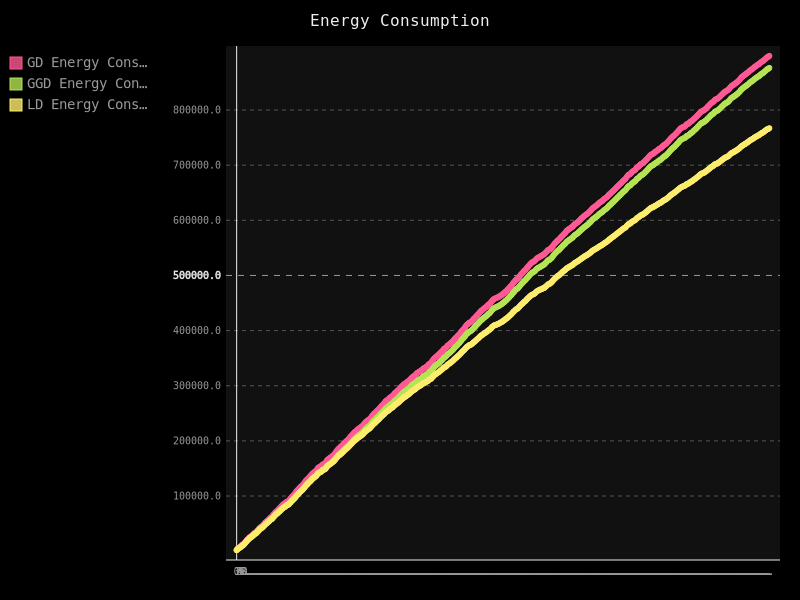 Energy Consumption
GD Energy Cons…
GGD Energy Con…
LD Energy Cons…
800000.0
700000.0
600000.0
500000.0
400000.0
300000.0
200000.0
100000.0